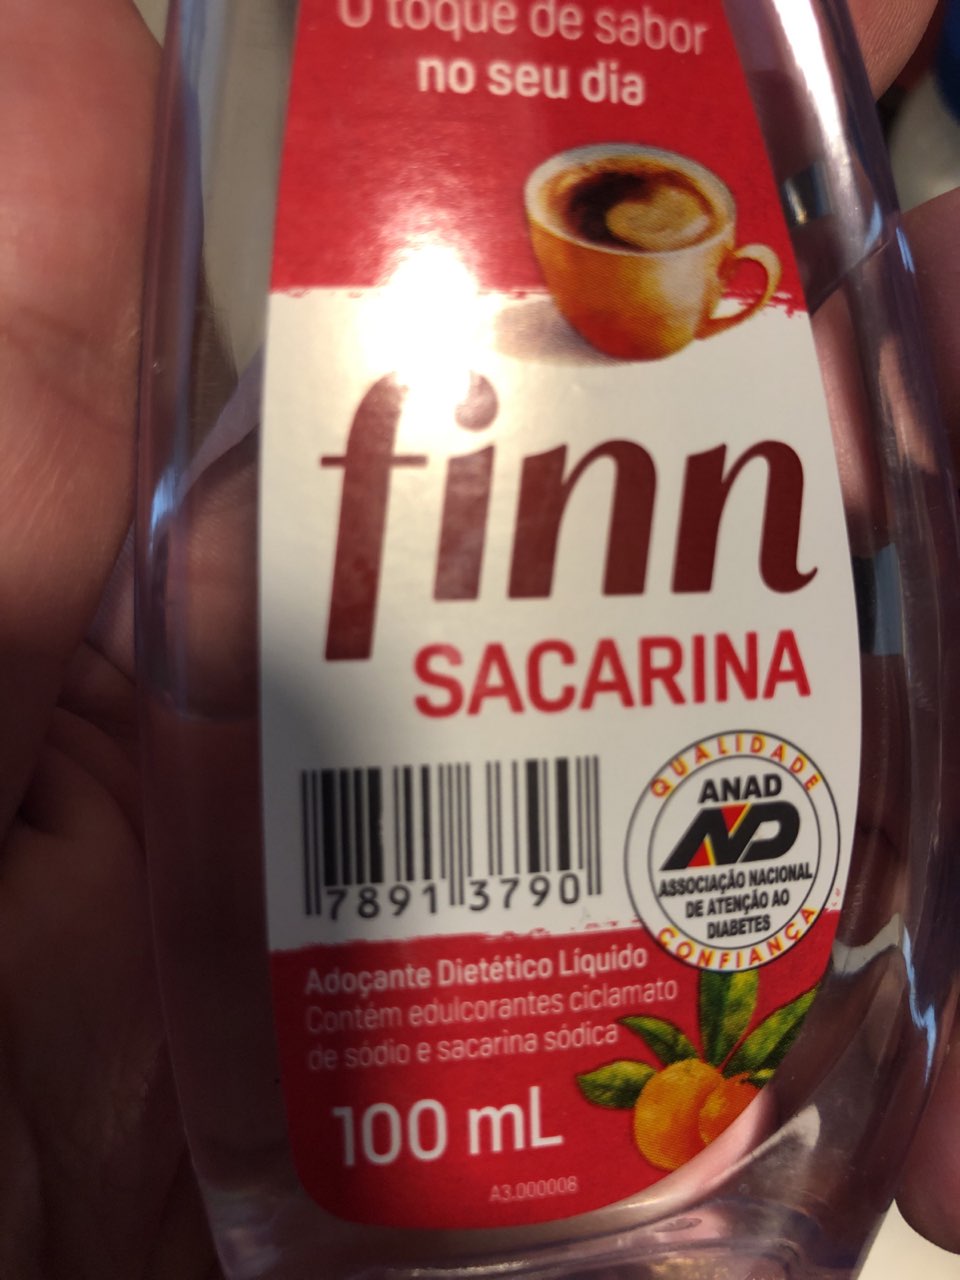 O toque de sabor
no seu dia
finn
SACARINA
7891 3790
QUALIDADE
ANAD
ASSOCIAÇÃO NACIONAL
DE ATENÇÃO AO
DIABETES
CONFIANÇA
Adoçante Dietético Líquido
Contém edulcorantes ciclamato
de sódio e sacarina sódica
100 mL
A3.000008